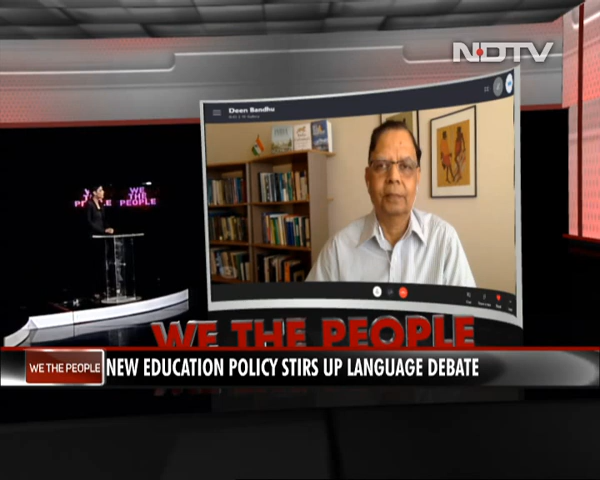 NDTV
Deen Bandhu
WE
THE
PEOPLE
WE THE PEOPLE
WE THE PEOPLE
NEW EDUCATION POLICY STIRS UP LANGUAGE DEBATE